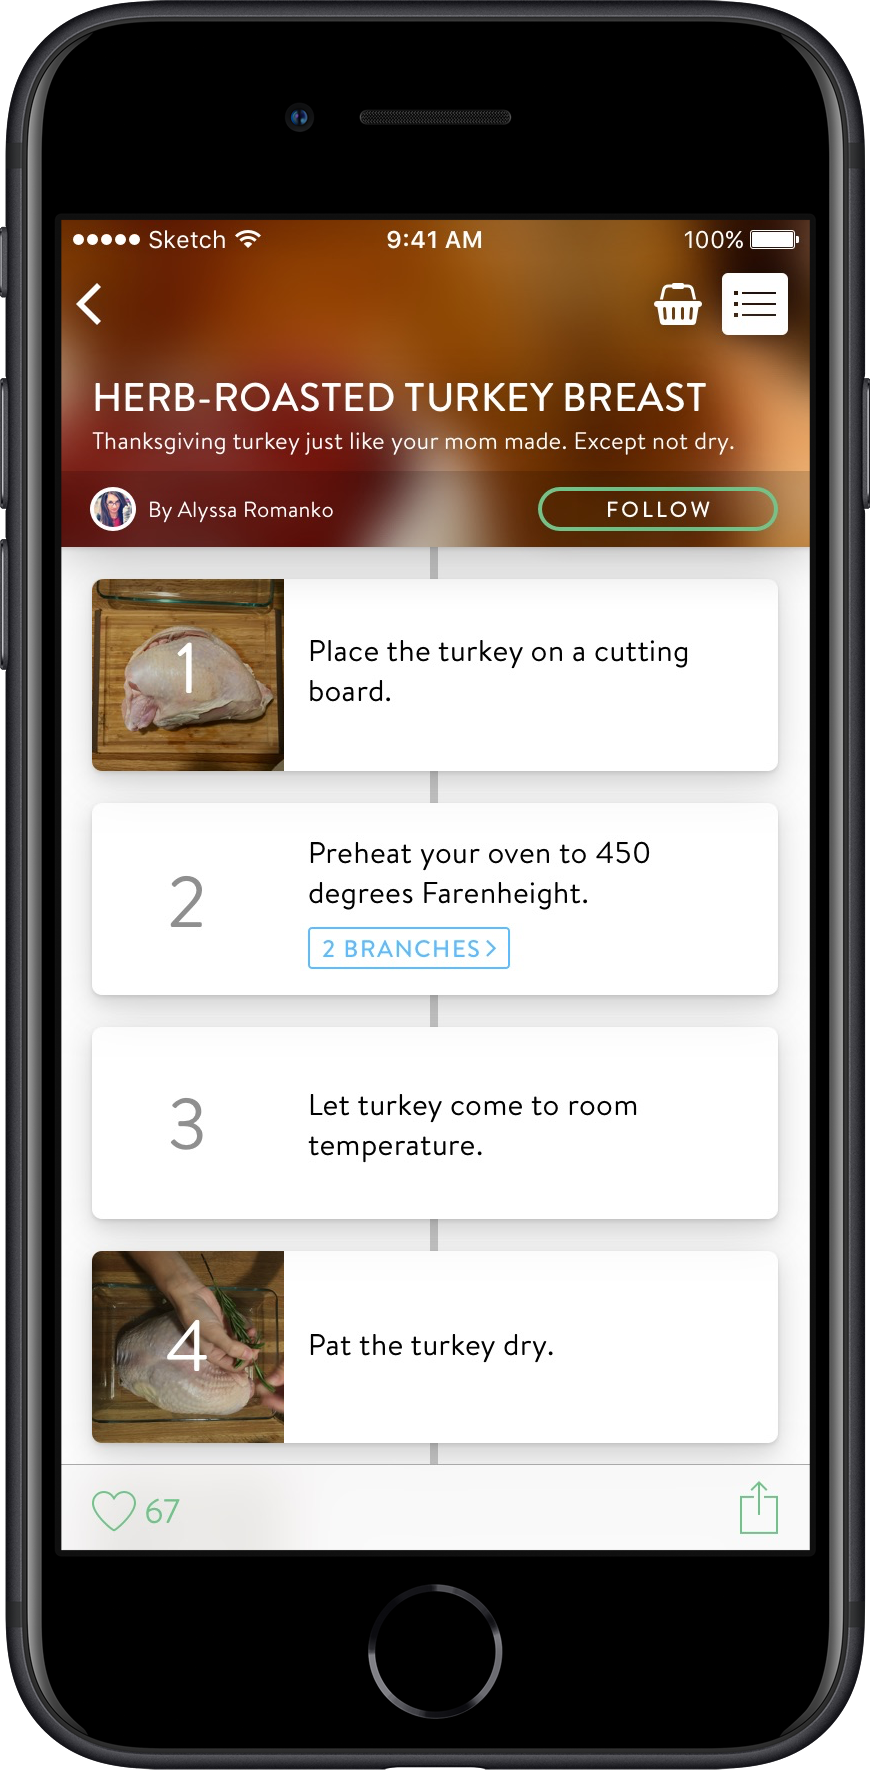 Sketch 9:41 AM 100%
HERB-ROASTED TURKEY BREAST
Thanksgiving turkey just like your mom made. Except not dry.
By Alyssa Romanko FOLLOW
1
Place the turkey on a cutting
board.
2
Preheat your oven to 450
degrees Farenheight.
2 BRANCHES
3
Let turkey come to room
temperature.
4
Pat the turkey dry.
67